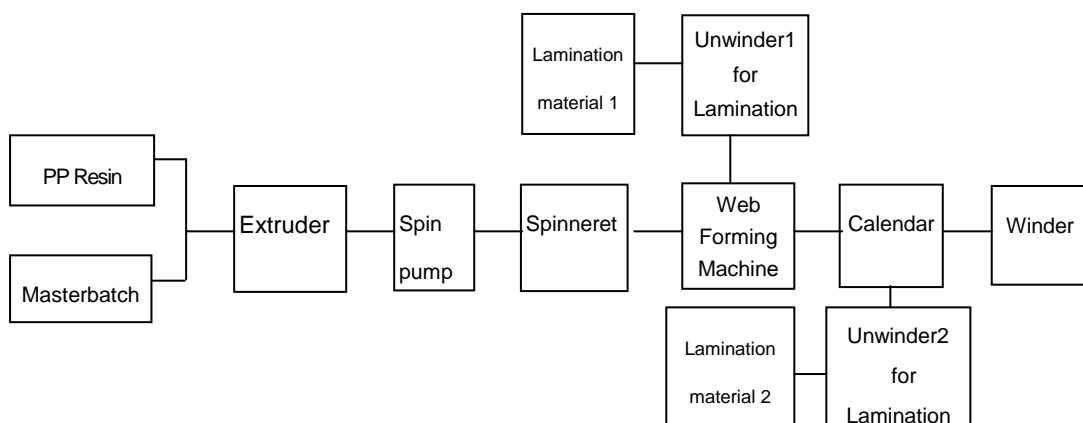 Lamination
material 1
Unwinder1
for
Lamination
PP Resin
Masterbatch
Extruder
Spin
pump
Spinneret
Web
Forming
Machine
Calendar
Winder
Lamination
material 2
Unwinder2
for
Lamination